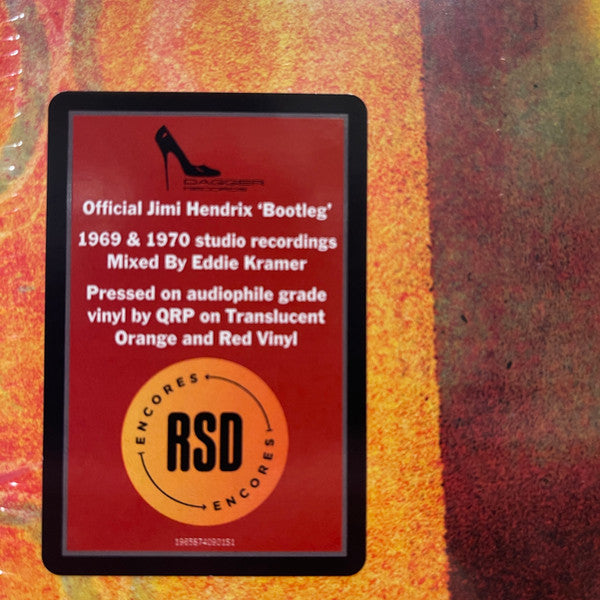 DAGGER
RECORDS
Official Jimi Hendrix ‘Bootleg’
1969 & 1970 studio recordings
Mixed By Eddie Kramer
Pressed on audiophile grade
vinyl by QRP on Translucent
Orange and Red Vinyl
ENCORES
RSD
ENCORES